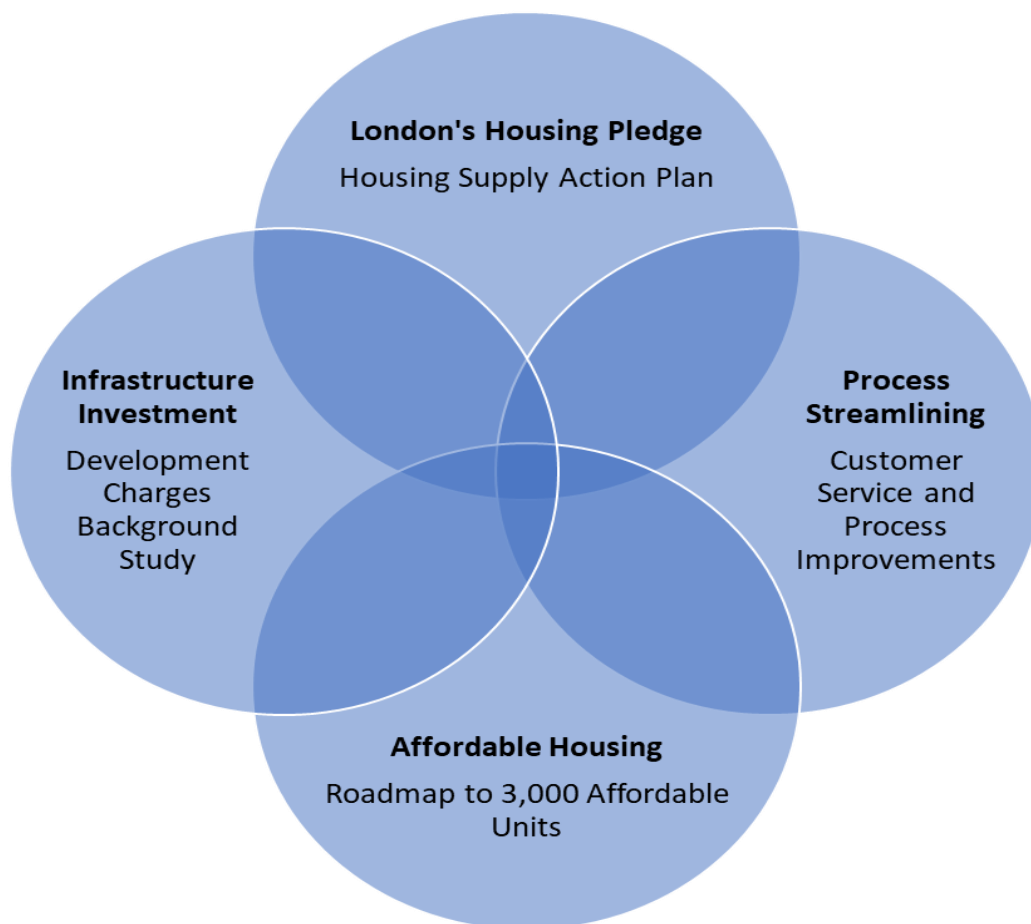 London's Housing Pledge
Housing Supply Action Plan
Infrastructure
Investment
Development
Charges
Background
Study
Process
Streamlining
Customer
Service and
Process
Improvements
Affordable Housing
Roadmap to 3,000 Affordable
Units